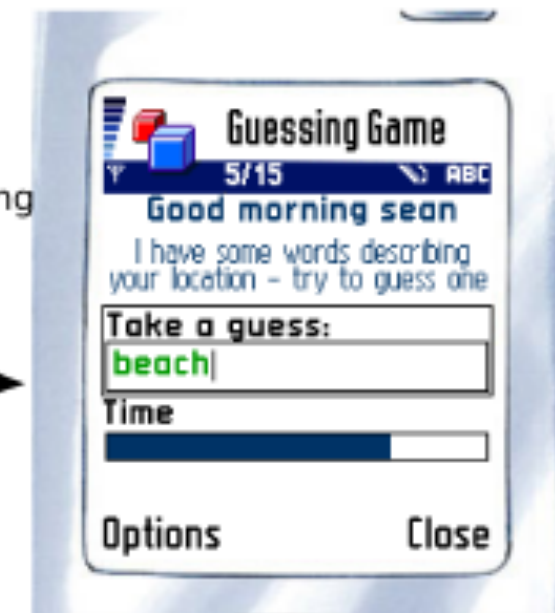 Guessing Game
5/15 ABC
Good morning sean
I have some words describing
your location - try to guess one
ng
Take a guess:
beach
Time
Options Close